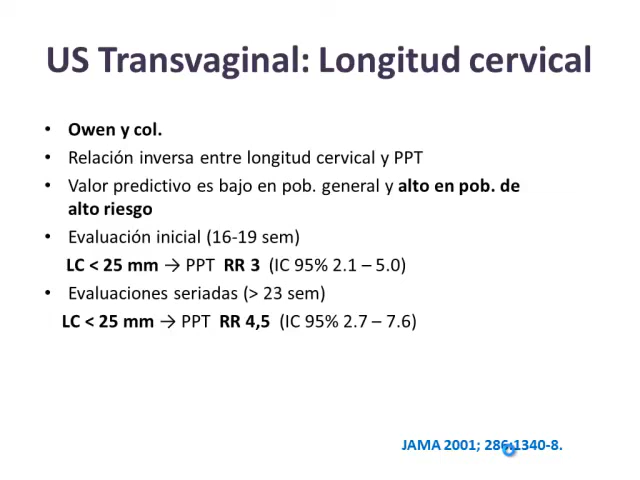 US Transvaginal: Longitud cervical
• Owen y col.
• Relación inversa entre longitud cervical y PPT
• Valor predictivo es bajo en pob. general y alto en pob. de
alto riesgo
• Evaluación inicial (16-19 sem)
LC < 25 mm → PPT RR 3 (IC 95% 2.1 – 5.0)
• Evaluaciones seriadas (> 23 sem)
LC < 25 mm → PPT RR 4,5 (IC 95% 2.7 – 7.6)
JAMA 2001; 286:1340-8.